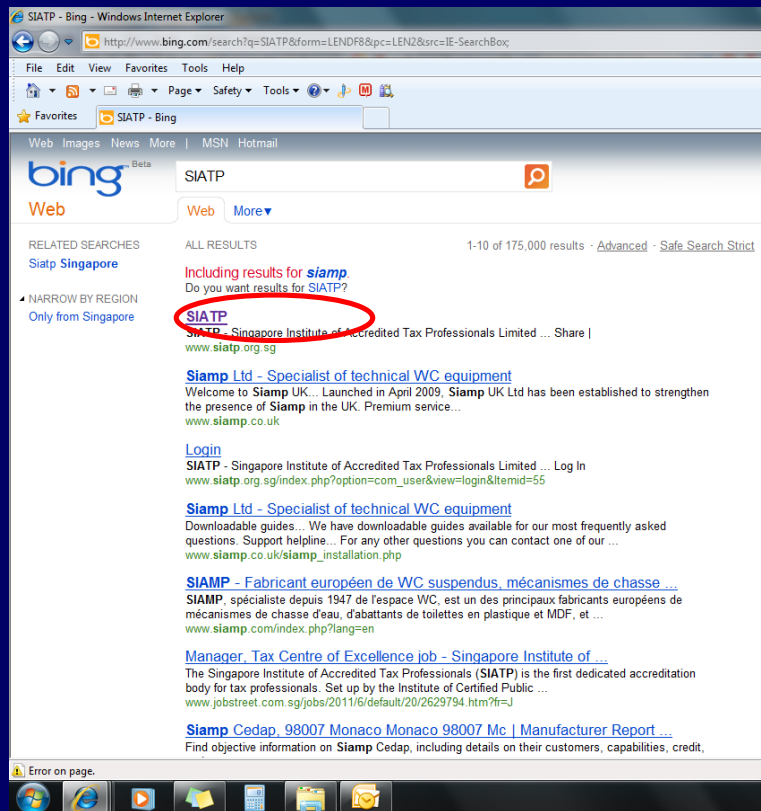 SIATP - Bing - Windows Internet Explorer
http://www.bing.com/search?q=SIATP&form=LENDF8&pc=LEN2&src=IE-SearchBox;
File Edit View Favorites Tools Help
Page Safety Tools
Favorites SIATP - Bing
Web Images News More | MSN Hotmail
bing Beta
SIATP
Web
Web More
RELATED SEARCHES
Siatp Singapore
NARROW BY REGION
Only from Singapore
ALL RESULTS 1-10 of 175,000 results · Advanced · Safe Search Strict
Including results for siamp.
Do you want results for SIATP?
SIATP
SIATP - Singapore Institute of Accredited Tax Professionals Limited ... Share |
www.siatp.org.sg
Siamp Ltd - Specialist of technical WC equipment
Welcome to Siamp UK... Launched in April 2009, Siamp UK Ltd has been established to strengthen
the presence of Siamp in the UK. Premium service...
www.siamp.co.uk
Login
SIATP - Singapore Institute of Accredited Tax Professionals Limited ... Log In
www.siatp.org.sg/index.php?option=com_user&view=login&Itemid=55
Siamp Ltd - Specialist of technical WC equipment
Downloadable guides... We have downloadable guides available for our most frequently asked
questions. Support helpline... For any other questions you can contact one of our ...
www.siamp.co.uk/siamp_installation.php
SIAMP - Fabricant européen de WC suspendus, mécanismes de chasse ...
SIAMP, spécialiste depuis 1947 de l'espace WC, est un des principaux fabricants européens de
mécanismes de chasse d'eau, d'abattants de toilettes en plastique et MDF, et ...
www.siamp.com/index.php?lang=en
Manager, Tax Centre of Excellence job - Singapore Institute of ...
The Singapore Institute of Accredited Tax Professionals (SIATP) is the first dedicated accreditation
body for tax professionals. Set up by the Institute of Certified Public ...
www.jobstreet.com.sg/jobs/2011/6/default/20/2629794.htm?fr=J
Siamp Cedap, 98007 Monaco Monaco 98007 Mc | Manufacturer Report ...
Find objective information on Siamp Cedap, including details on their customers, capabilities, credit,
Error on page.